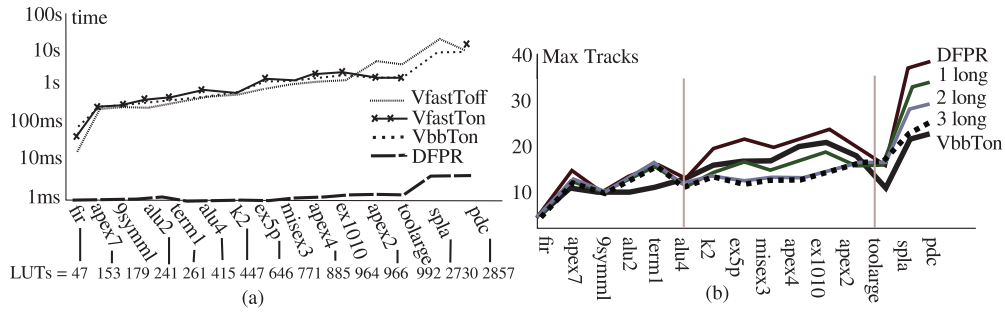 100s
time
10s
1s
100ms
10ms
1ms
VfastToff
VfastTon
VbbTon
DFPR
fir apex7 9symml alu2 term1 alu4 k2 ex5p misex3 apex4 ex1010 apex2 toolarge spla pdc
LUTs = 47 153 179 241 261 415 447 646 771 885 964 966 992 2730 2857
(a)
40
Max Tracks
30
20
10
DFPR
1 long
2 long
3 long
VbbTon
fir apex7 9symml alu2 term1 alu4 k2 ex5p misex3 apex4 ex1010 apex2 toolarge spla pdc
(b)